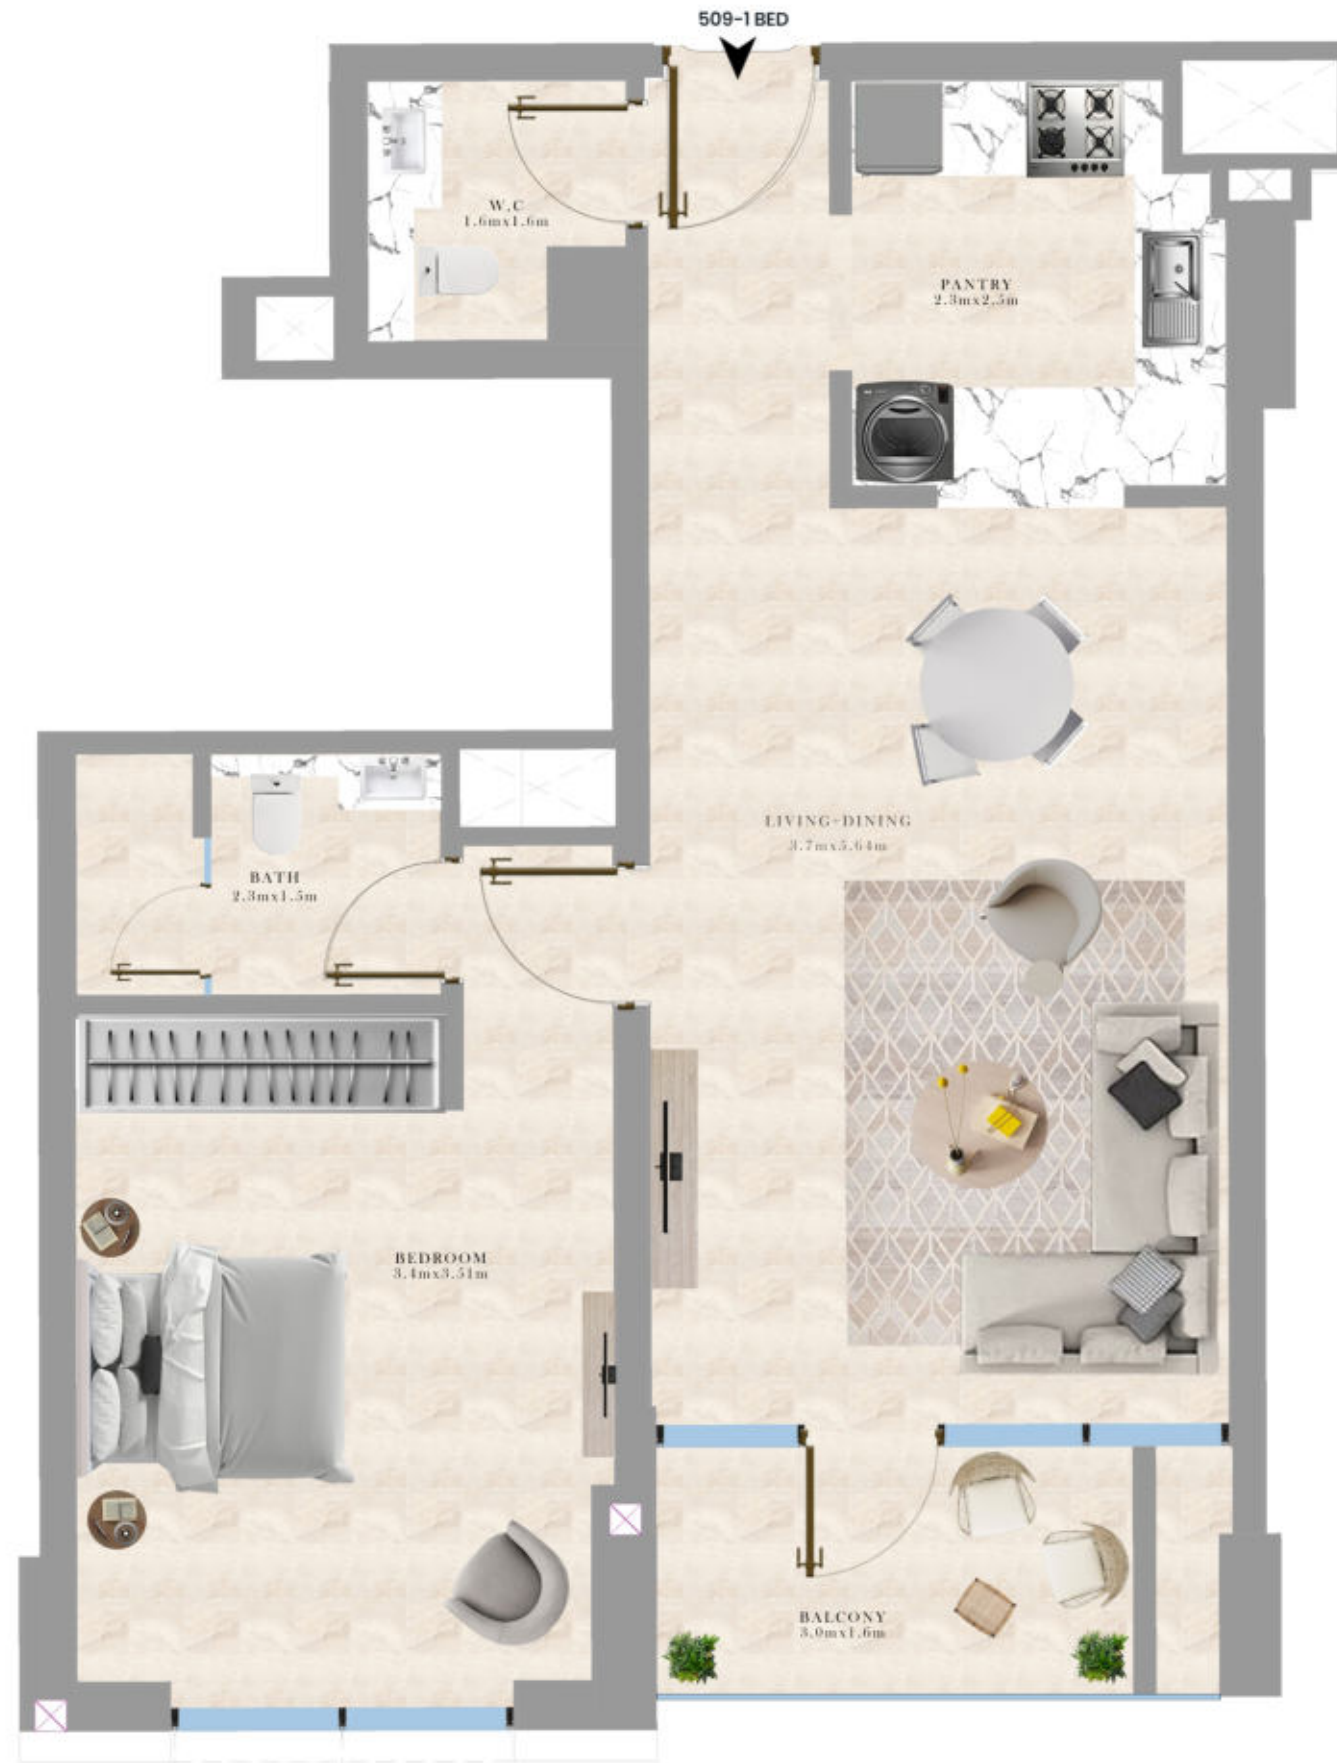 509-1 BED
W.C
1.6mx1.6m
PANTRY
2.3mx2.5m
LIVING+DINING
3.7mx5.64m
BATH
2.3mx1.5m
BEDROOM
3.4mx3.51m
BALCONY
3.0mx1.6m